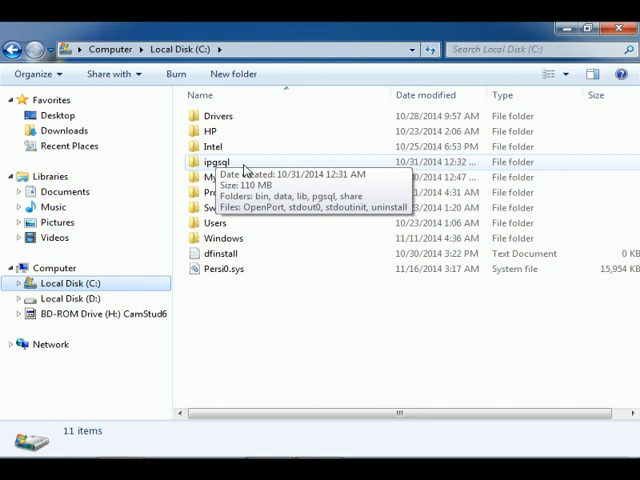 Computer ▸ Local Disk (C:) ▸
Search Local Disk (C:)
Organize Share with Burn New folder
Name Date modified Type Size
Favorites
Desktop
Downloads
Recent Places
Libraries
Documents
Music
Pictures
Videos
Computer
Local Disk (C:)
Local Disk (D:)
BD-ROM Drive (H:) CamStud6
Network
Drivers 10/28/2014 9:57 AM File folder
HP 10/23/2014 2:06 AM File folder
Intel 10/25/2014 6:53 PM File folder
ipgsql 10/31/2014 12:32 ... File folder
My 12:47 ... File folder
Pr 4:31 AM File folder
Sw 1:20 AM File folder
Users 10/23/2014 1:06 AM File folder
Windows 11/11/2014 4:36 AM File folder
dfinstall 10/30/2014 3:22 PM Text Document 0 KB
Persi0.sys 11/16/2014 3:17 AM System file 15,954 KB
Date created: 10/31/2014 12:31 AM
Size: 110 MB
Folders: bin, data, lib, pgsql, share
Files: OpenPort, stdout0, stdoutinit, uninstall
11 items